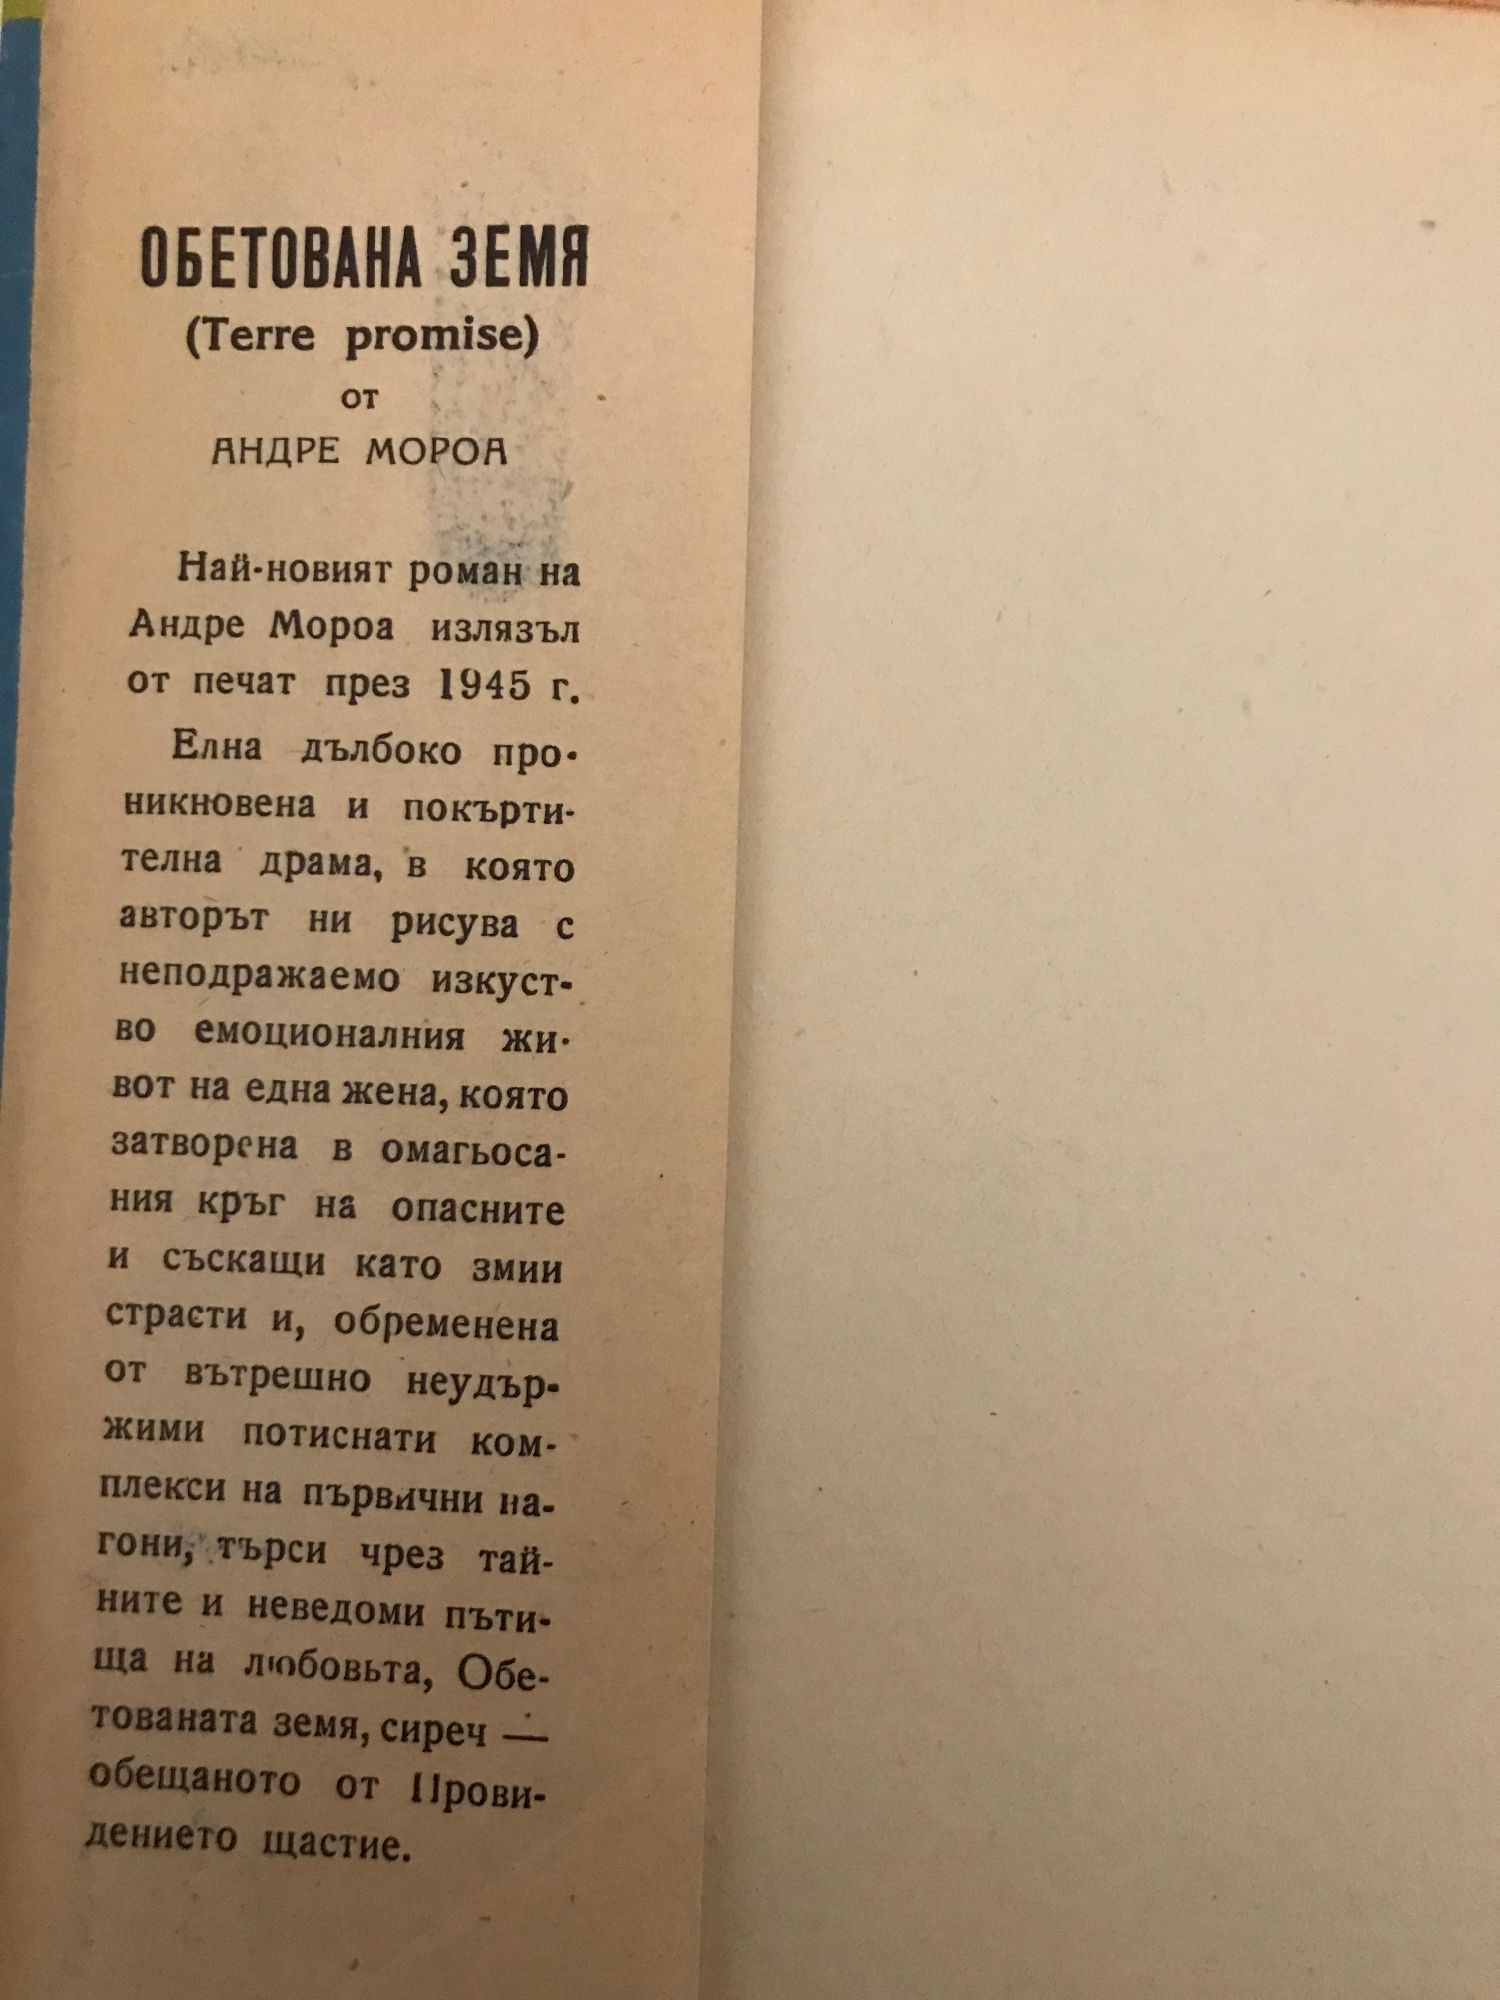 ОБЕТОВАНА ЗЕМЯ
(Terre promise)
от
АНДРЕ МОРОА
Най-новият роман на
Андре Мороа излязъл
от печат през 1945 г.
Елна дълбоко про-
никновена и покърти-
телна драма, в която
авторът ни рисува с
неподражаемо изкуст-
во емоционалния жи-
вот на една жена, която
затворена в омагьоса-
ния кръг на опасните
и съскащи като змии
страсти и, обременена
от вътрешно неудър-
жими потиснати ком-
плекси на първични на-
гони, търси чрез тай-
ните и неведоми пъти-
ща на любовьта, Обе-
тованата земя, сиреч —
обещаното от Прови-
дението щастие.